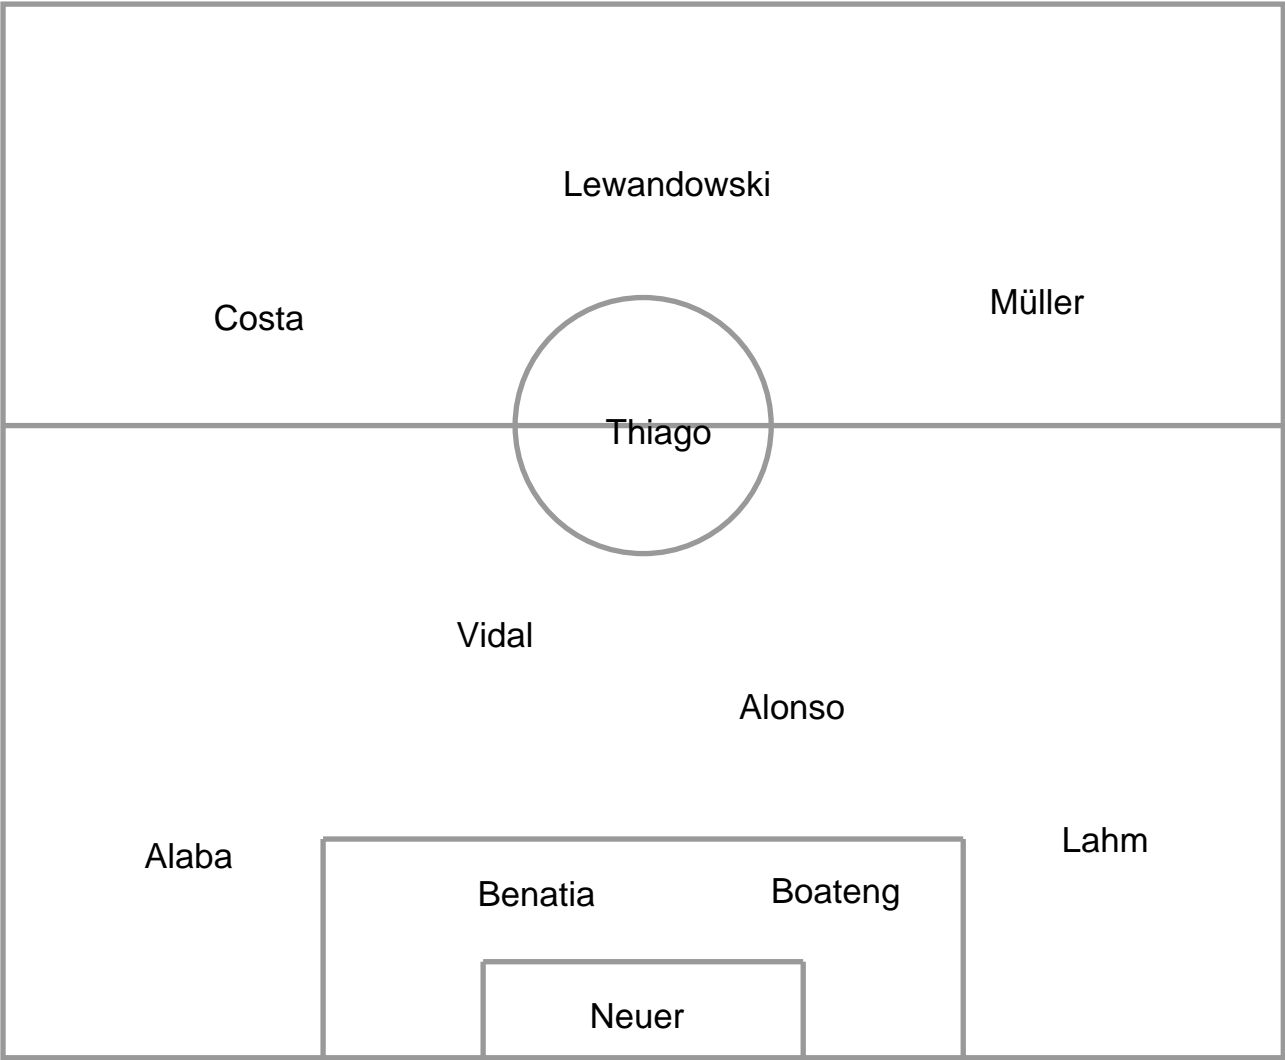 Lewandowski
Müller
Costa
Thiago
Vidal
Alonso
Lahm
Alaba
Boateng
Benatia
Neuer